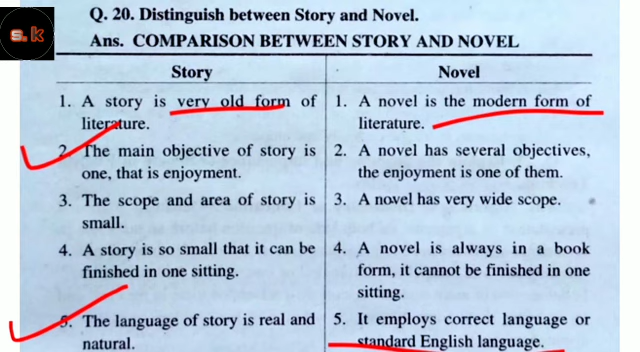 s.k
Q. 20. Distinguish between Story and Novel.
Ans. COMPARISON BETWEEN STORY AND NOVEL
Story
1. A story is very old form of
literature.
2. The main objective of story is
one, that is enjoyment.
3. The scope and area of story is
small.
4. A story is so small that it can be
finished in one sitting.
5. The language of story is real and
natural.
Novel
1. A novel is the modern form of
literature.
2. A novel has several objectives,
the enjoyment is one of them.
3. A novel has very wide scope.
4. A novel is always in a book
form, it cannot be finished in one
sitting.
5. It employs correct language or
standard English language.